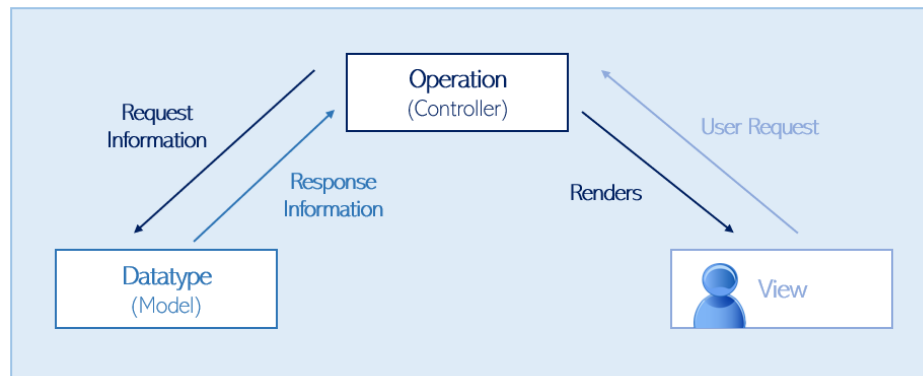 Operation
(Controller)
Request
Information
User Request
Response
Information
Renders
Datatype
(Model)
View